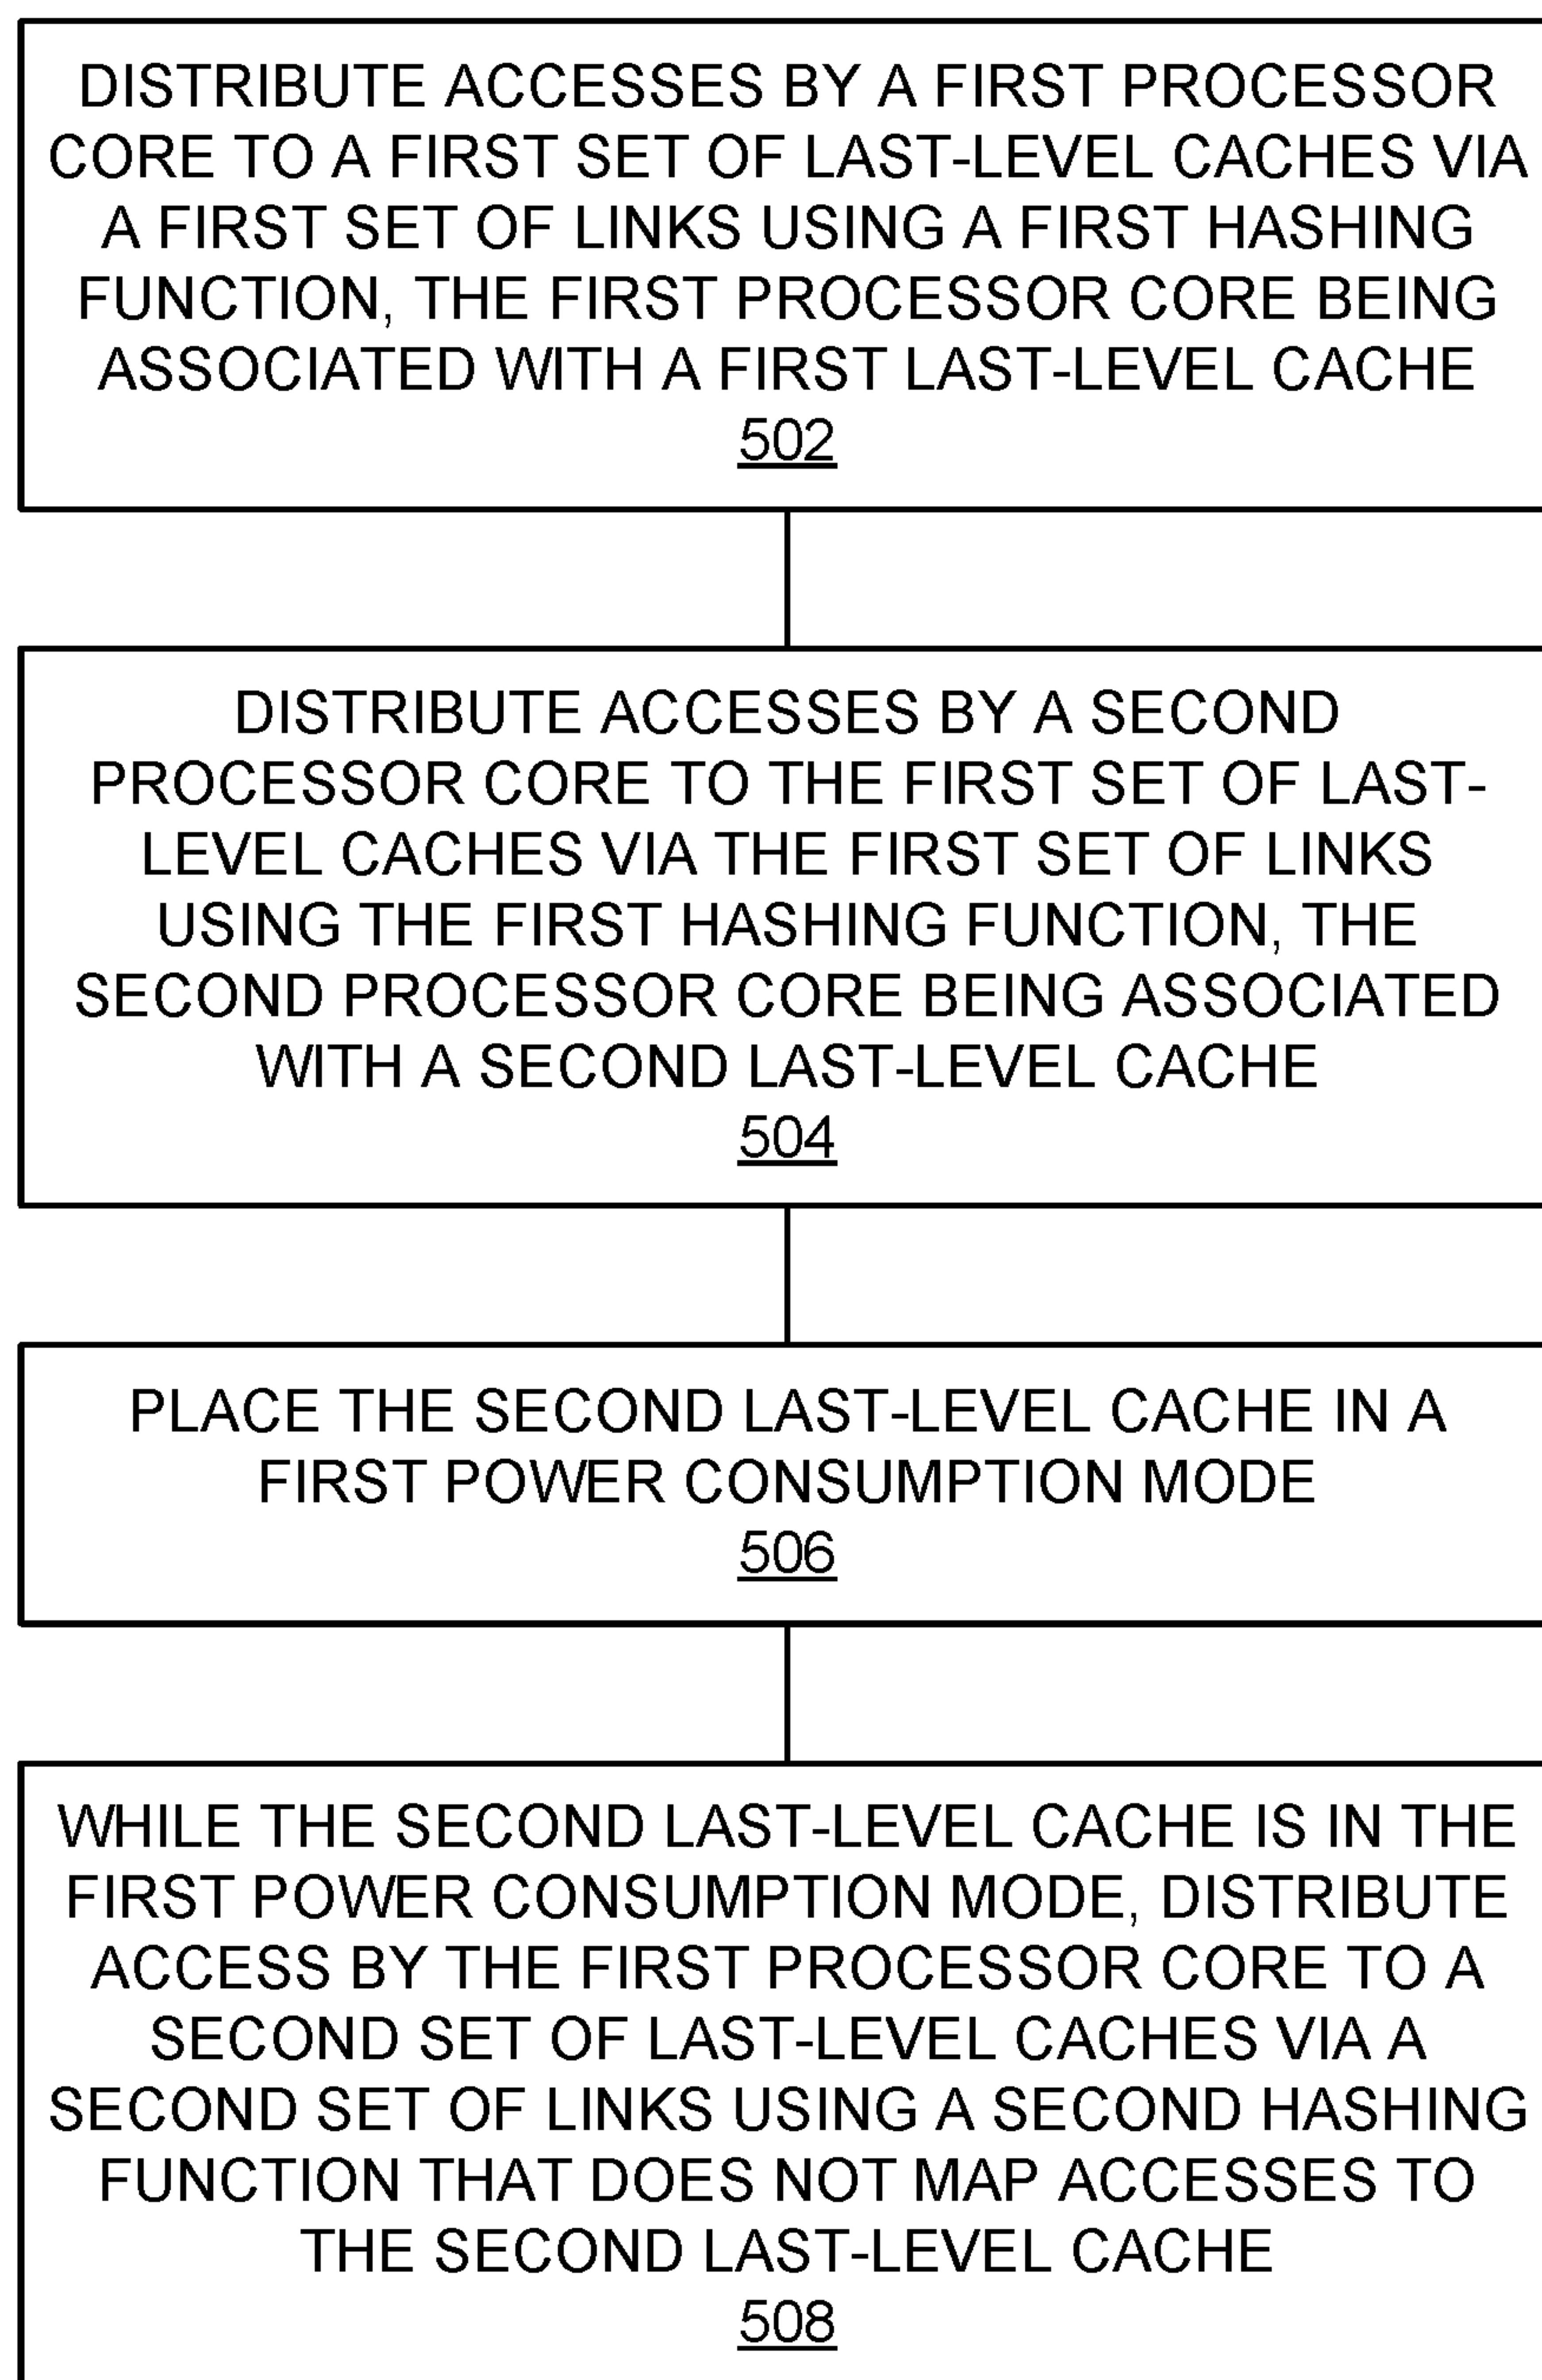 DISTRIBUTE ACCESSES BY A FIRST PROCESSOR
CORE TO A FIRST SET OF LAST-LEVEL CACHES VIA
A FIRST SET OF LINKS USING A FIRST HASHING
FUNCTION, THE FIRST PROCESSOR CORE BEING
ASSOCIATED WITH A FIRST LAST-LEVEL CACHE
502
DISTRIBUTE ACCESSES BY A SECOND
PROCESSOR CORE TO THE FIRST SET OF LAST-
LEVEL CACHES VIA THE FIRST SET OF LINKS
USING THE FIRST HASHING FUNCTION, THE
SECOND PROCESSOR CORE BEING ASSOCIATED
WITH A SECOND LAST-LEVEL CACHE
504
PLACE THE SECOND LAST-LEVEL CACHE IN A
FIRST POWER CONSUMPTION MODE
506
WHILE THE SECOND LAST-LEVEL CACHE IS IN THE
FIRST POWER CONSUMPTION MODE, DISTRIBUTE
ACCESS BY THE FIRST PROCESSOR CORE TO A
SECOND SET OF LAST-LEVEL CACHES VIA A
SECOND SET OF LINKS USING A SECOND HASHING
FUNCTION THAT DOES NOT MAP ACCESSES TO
THE SECOND LAST-LEVEL CACHE
508